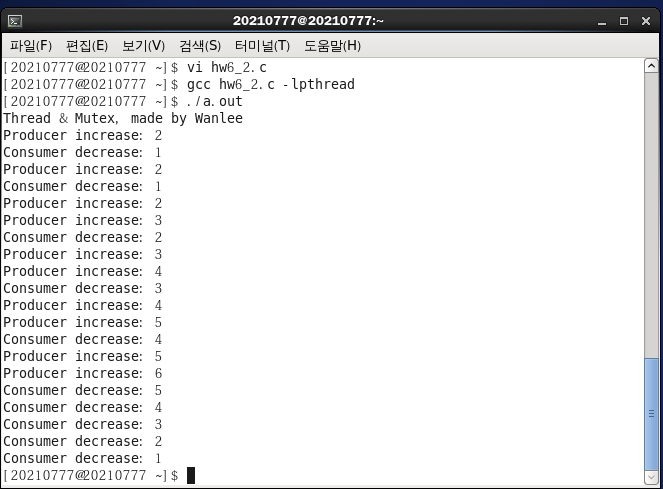 20210777@20210777:~
파일(F) 편집(E) 보기(V) 검색(S) 터미널(T) 도움말(H)
[20210777@20210777 ~]$ vi hw6_2.c
[20210777@20210777 ~]$ gcc hw6_2.c -lpthread
[20210777@20210777 ~]$ ./a.out
Thread & Mutex, made by Wanlee
Producer increase: 2
Consumer decrease: 1
Producer increase: 2
Consumer decrease: 1
Producer increase: 2
Producer increase: 3
Consumer decrease: 2
Producer increase: 3
Producer increase: 4
Consumer decrease: 3
Producer increase: 4
Producer increase: 5
Consumer decrease: 4
Producer increase: 5
Producer increase: 6
Consumer decrease: 5
Consumer decrease: 4
Consumer decrease: 3
Consumer decrease: 2
Consumer decrease: 1
[20210777@20210777 ~]$